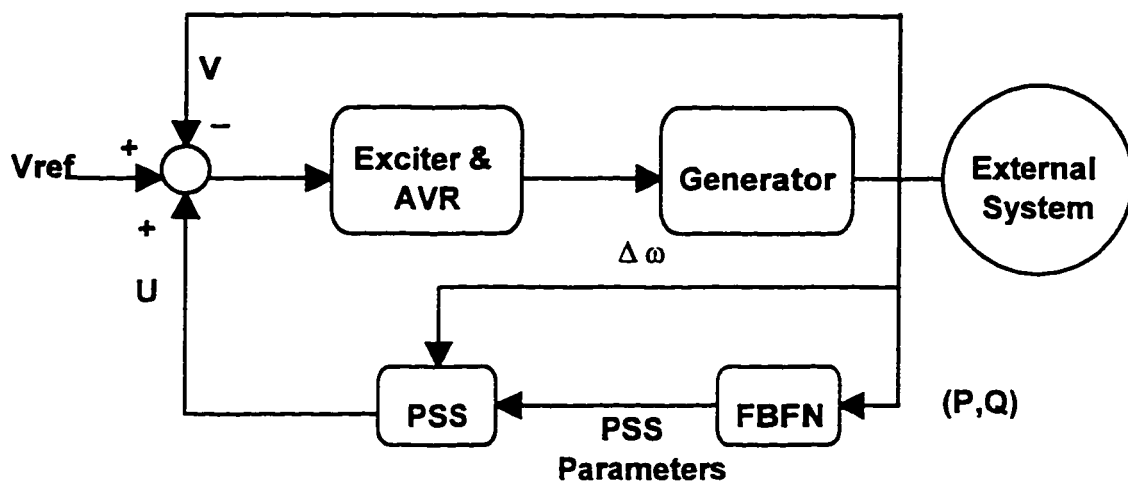 V
−
+
Vref
Exciter &
AVR
Generator
External
System
+
Δ ω
U
PSS
FBFN
(P,Q)
PSS
Parameters